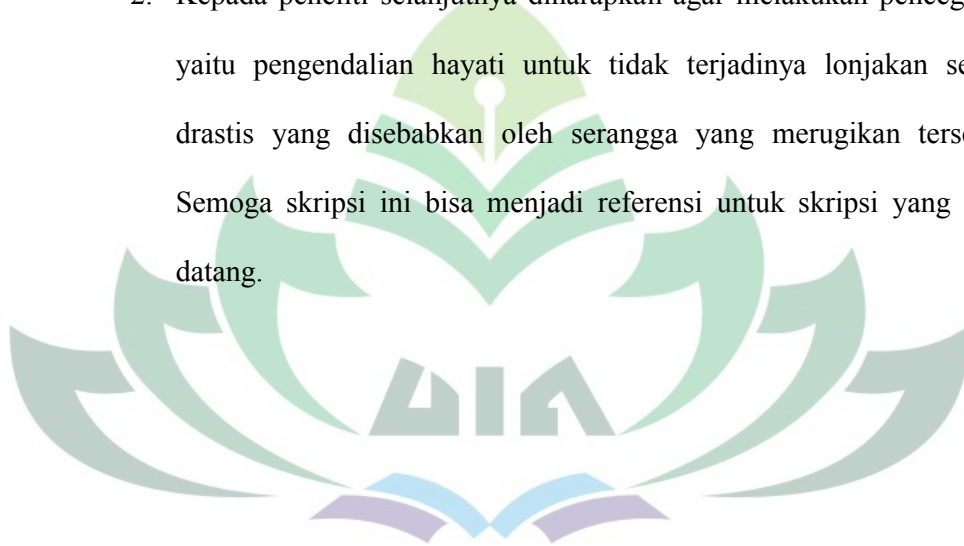 2. Kepada peneliti selanjutnya diharapkan agar melakukan
yaitu pengendalian hayati untuk tidak terjadinya lonjakan
drastis yang disebabkan oleh serangga yang merugikan
Semoga skripsi ini bisa menjadi referensi untuk skripsi yang
datang.
UIN